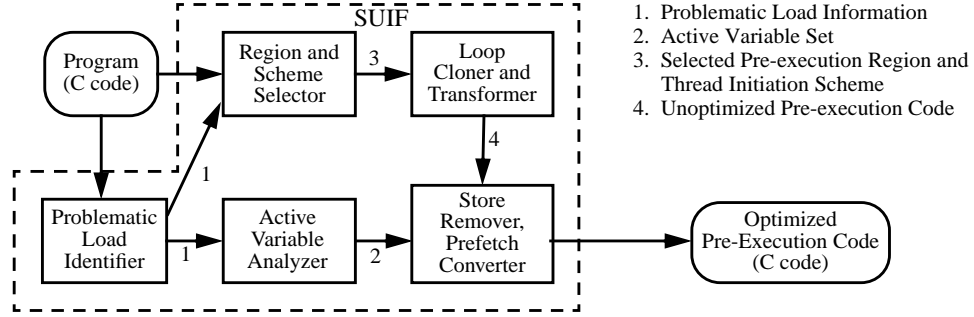 SUIF
Program
(C code)
Region and
Scheme
Selector
3
Loop
Cloner and
Transformer
1. Problematic Load Information
2. Active Variable Set
3. Selected Pre-execution Region and
Thread Initiation Scheme
4. Unoptimized Pre-execution Code
4
1
Problematic
Load
Identifier
1
Active
Variable
Analyzer
2
Store
Remover,
Prefetch
Converter
Optimized
Pre-Execution Code
(C code)